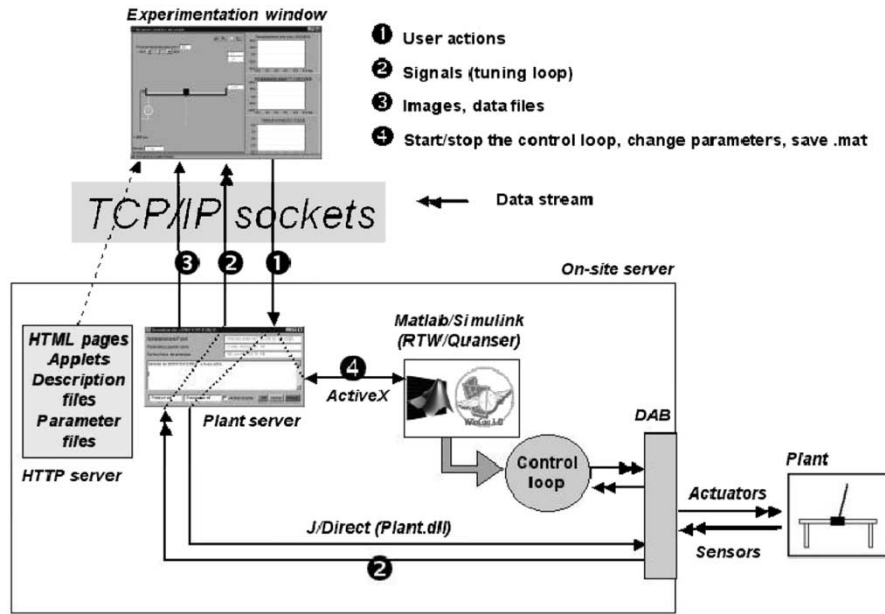 Experimentation window
1 User actions
2 Signals (tuning loop)
3 Images, data files
4 Start/stop the control loop, change parameters, save .mat
Data stream
TCP/IP sockets
3
2
1
On-site server
HTML pages
Applets
Description
files
Parameter
files
HTTP server
Plant server
4
ActiveX
Matlab/Simulink
(RTW/Quanser)
Control
loop
DAB
Plant
Actuators
Sensors
J/Direct (Plant.dll)
2